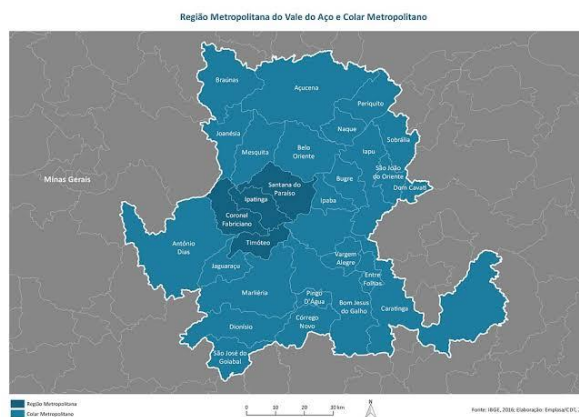 Região Metropolitana do Vale do Aço e Colar Metropolitano
Braúnas
Açucena
Periquito
Naque
Joanésia
Sobrália
Mesquita
Belo
Oriente
Iapu
São João
do Oriente
Dom Cavati
Bugre
Santana do
Paraíso
Ipatinga
Ipaba
Minas Gerais
Coronel
Fabriciano
Timóteo
Antônio
Dias
Vargem
Alegre
Jaguaraçu
Entre
Folhas
Marliéria
Pingo
D'Água
Bom Jesus
do Galho
Caratinga
Córrego
Novo
Dionísio
São José do
Goiabal
Região Metropolitana
Colar Metropolitano
0 10 20 30 km
N
Fonte: IBGE, 2016; Elaboração: Emplasa/CDI,